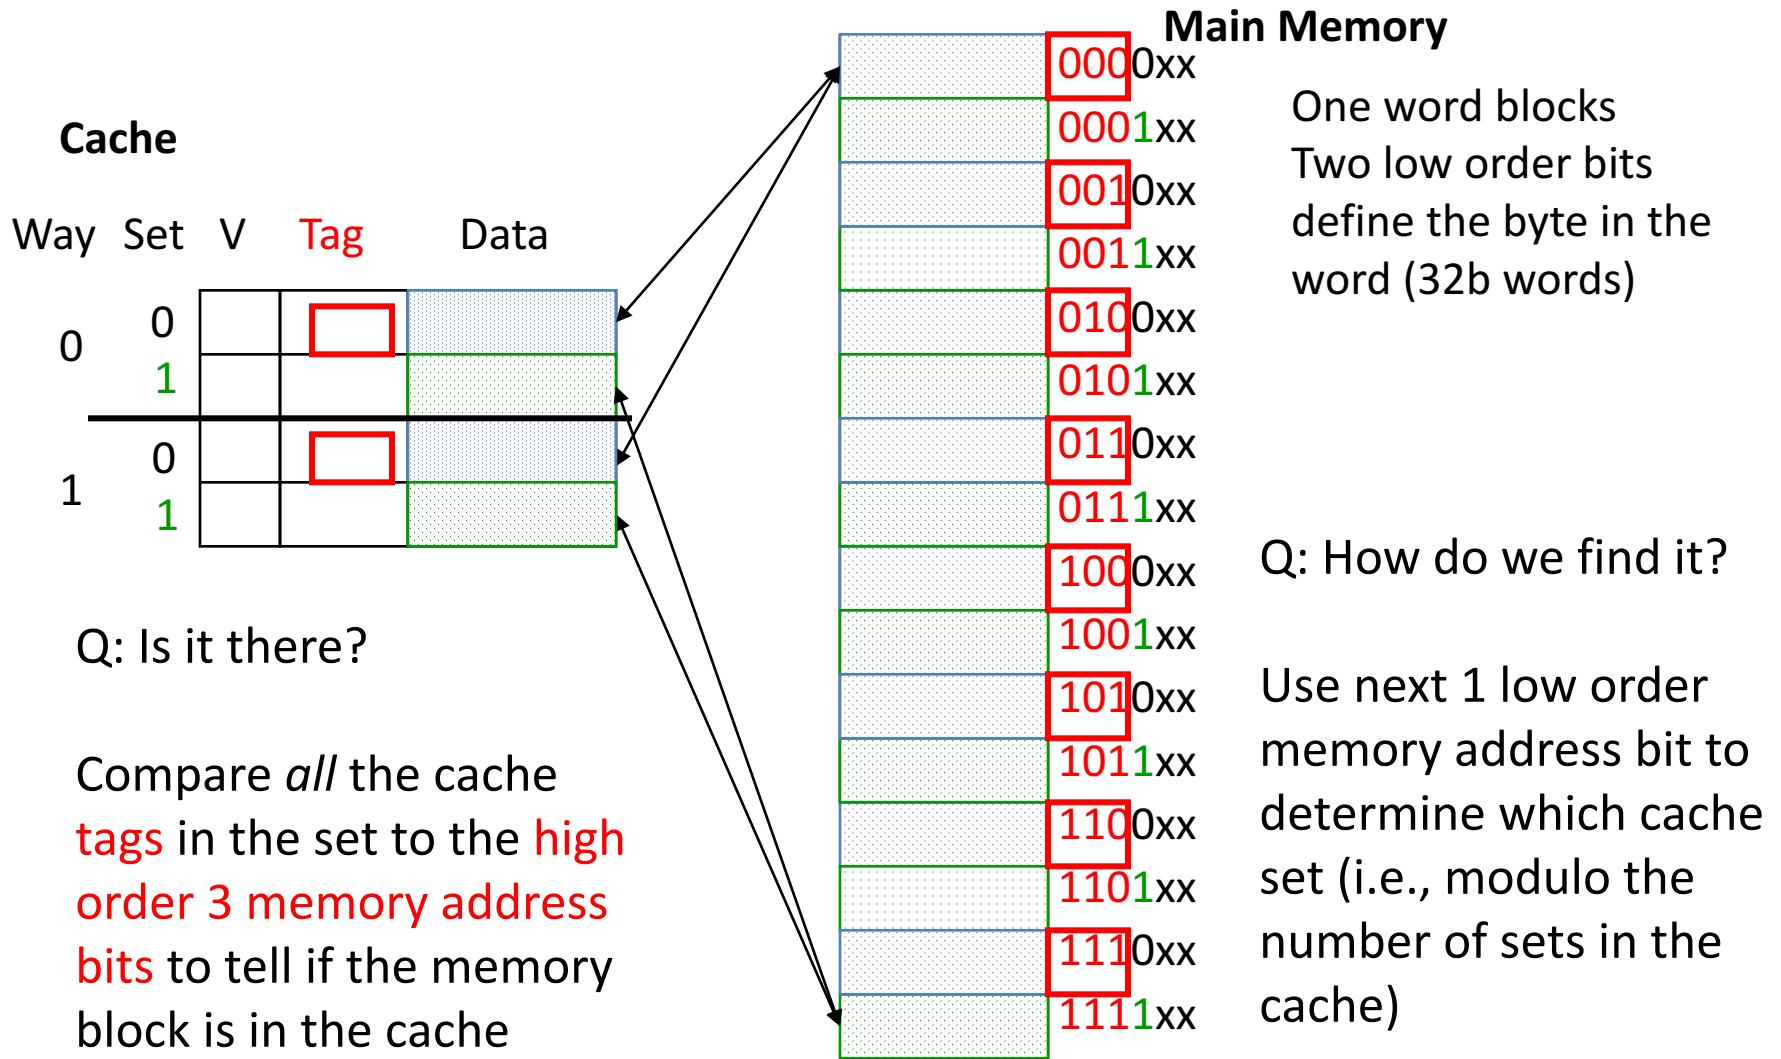 Main Memory
Cache
Way Set V Tag Data
0
0
1
1
0
1
0000xx
0001xx
0010xx
0011xx
0100xx
0101xx
0110xx
0111xx
1000xx
1001xx
1010xx
1011xx
1100xx
1101xx
1110xx
1111xx
One word blocks
Two low order bits
define the byte in the
word (32b words)
Q: Is it there?
Compare all the cache
tags in the set to the high
order 3 memory address
bits to tell if the memory
block is in the cache
Q: How do we find it?
Use next 1 low order
memory address bit to
determine which cache
set (i.e., modulo the
number of sets in the
cache)